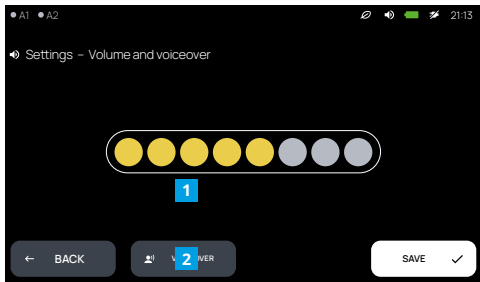 A1 A2 21:13
Settings – Volume and voiceover
1
← BACK 2 SAVE